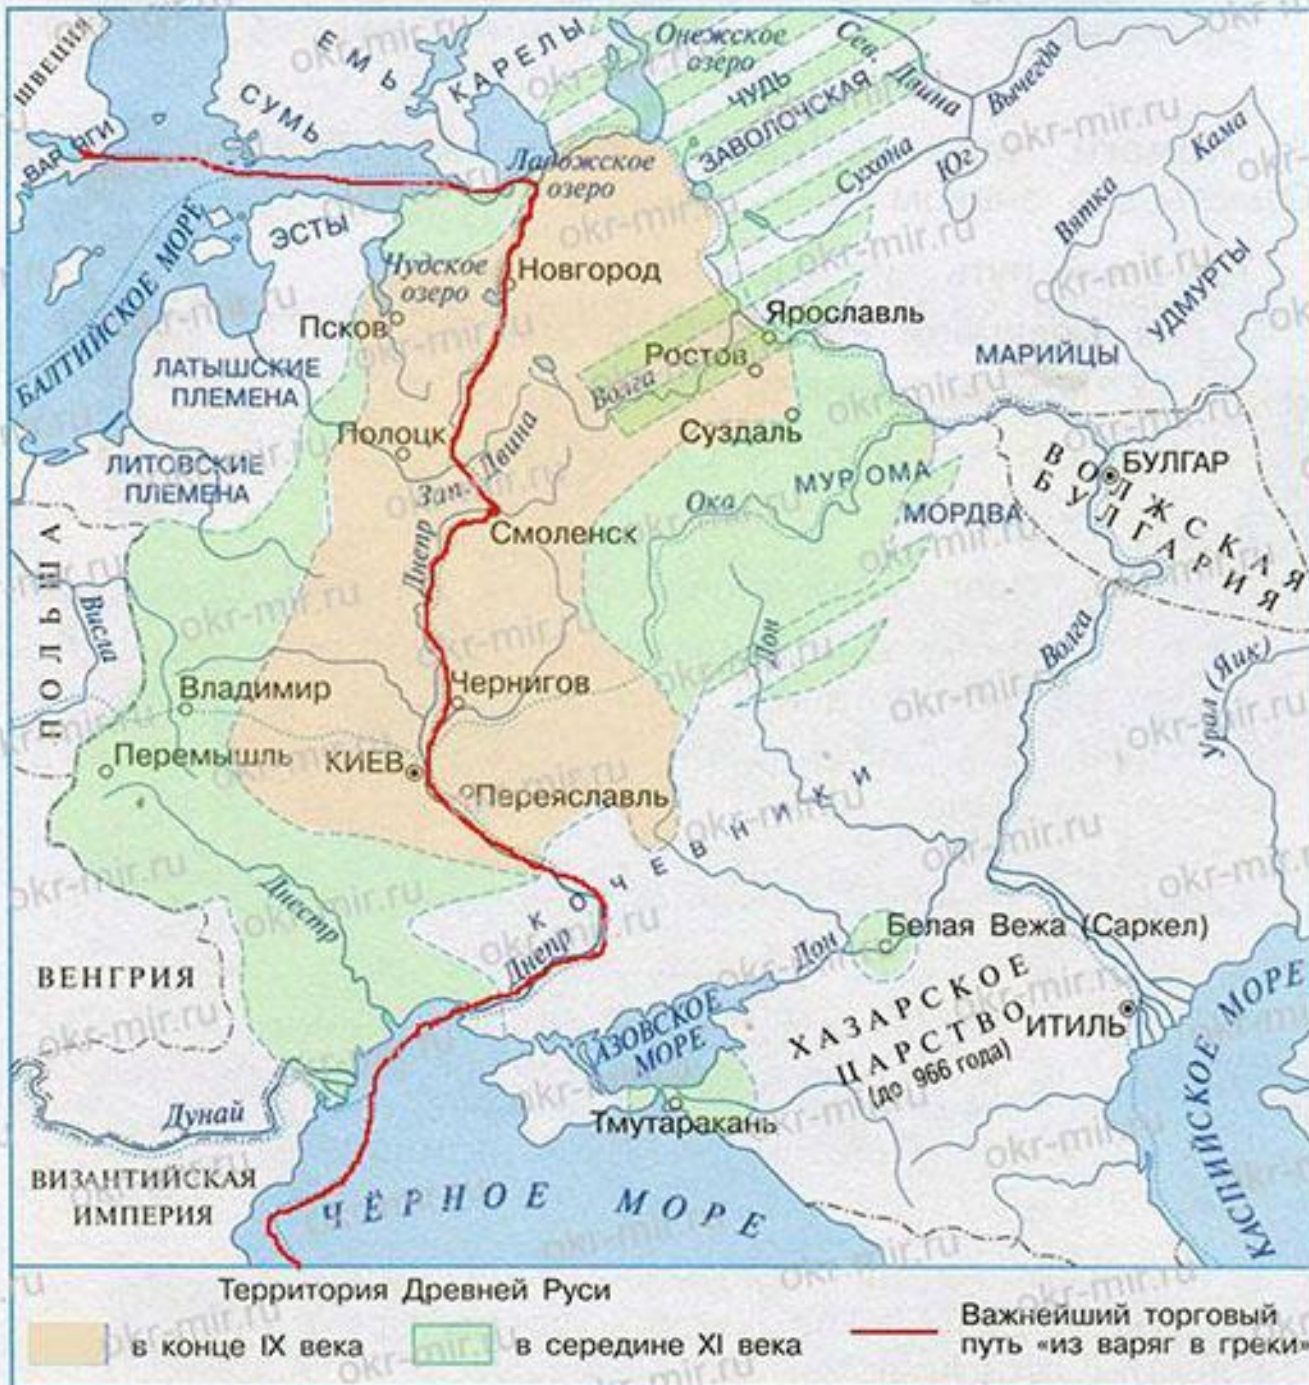 ШВЕЦИЯ
ЕМЬ
КАРЕЛЫ
Онежское
озеро
Сев. Двина
Вычегда
СУМЬ
ЧУДЬ
ЗАВОЛОЧСКАЯ
Кама
ВАРЯГИ
Ладожское
озеро
Сухона
Юг
Вятка
ЭСТЫ
БАЛТИЙСКОЕ МОРЕ
Чудское
озеро
Новгород
УДМУРТЫ
Псков
Ярославль
ЛАТЫШСКИЕ
ПЛЕМЕНА
Ростов
МАРИЙЦЫ
Волга
Полоцк
Суздаль
ЛИТОВСКИЕ
ПЛЕМЕНА
Зап. Двина
Ока
МУРОМА
БУЛГАР
ВОЛЖСКАЯ
БУЛГАРИЯ
МОРДВА
Смоленск
ПОЛЬША
Днепр
Висла
Дон
Волга
Урал (Яик)
Владимир
Чернигов
Перемышль
КИЕВ
Переяславль
КОЧЕВНИКИ
Днестр
Днепр
Дон
Белая Вежа (Саркел)
ВЕНГРИЯ
АЗОВСКОЕ
МОРЕ
ХАЗАРСКОЕ
ЦАРСТВО
(до 966 года)
ИТИЛЬ
КАСПИЙСКОЕ МОРЕ
Дунай
Тмутаракань
ВИЗАНТИЙСКАЯ
ИМПЕРИЯ
ЧЁРНОЕ МОРЕ
Территория Древней Руси
в конце IX века
в середине XI века
Важнейший торговый
путь «из варяг в греки»
okr-mir.ru